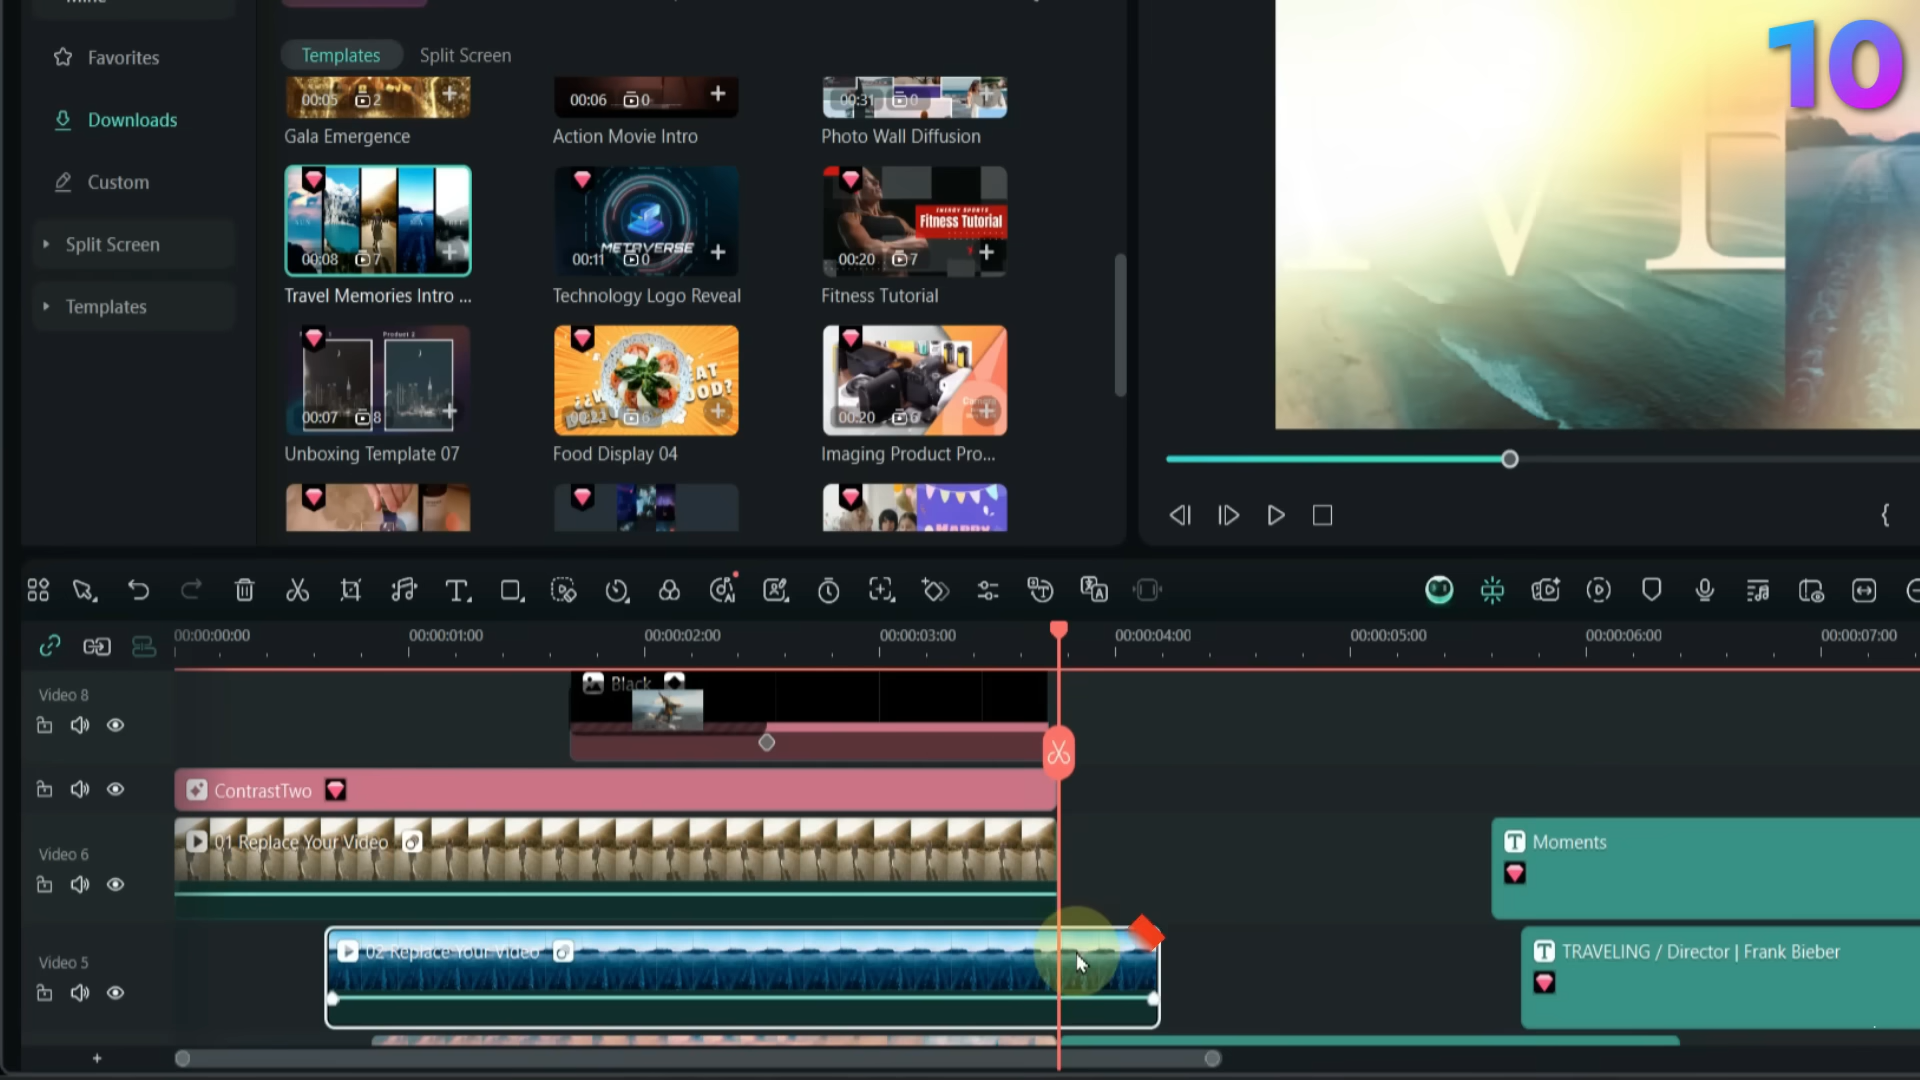 10
Favorites
Downloads
Custom
Split Screen
Templates
Templates
Split Screen
00:05
2
00:06
0
00:31
0
Gala Emergence
Action Movie Intro
Photo Wall Diffusion
00:08
7
METAVERSE
00:11
0
Fitness Tutorial
00:20
7
Travel Memories Intro ...
Technology Logo Reveal
Fitness Tutorial
Product 2
00:07
8
00:20
Unboxing Template 07
Food Display 04
Imaging Product Pro...
00:00:00:00
00:00:01:00
00:00:02:00
00:00:03:00
00:00:04:00
00:00:05:00
00:00:06:00
00:00:07:00
Video 8
Black
ContrastTwo
Video 6
01 Replace Your Video
Moments
Video 5
02 Replace Your Video
TRAVELING / Director | Frank Bieber